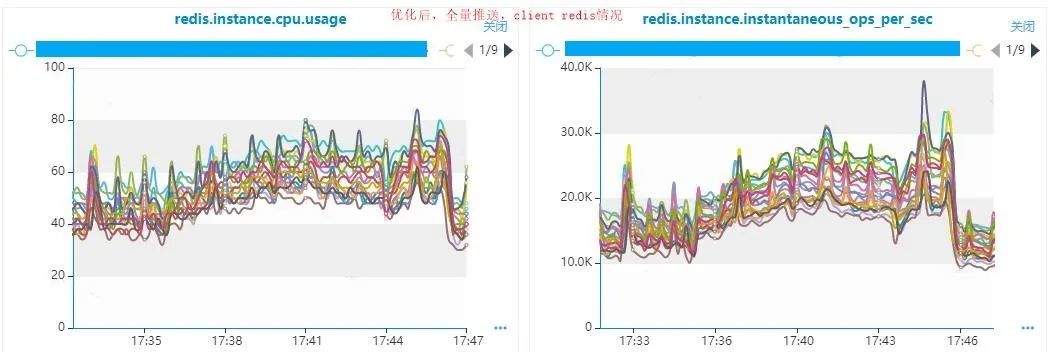 优化后，全量推送，client redis情况
redis.instance.cpu.usage
关闭
1/9
100
80
60
40
20
0
17:35
17:38
17:41
17:44
17:47
redis.instance.instantaneous_ops_per_sec
关闭
1/9
40.0K
30.0K
20.0K
10.0K
0
17:33
17:36
17:40
17:43
17:46